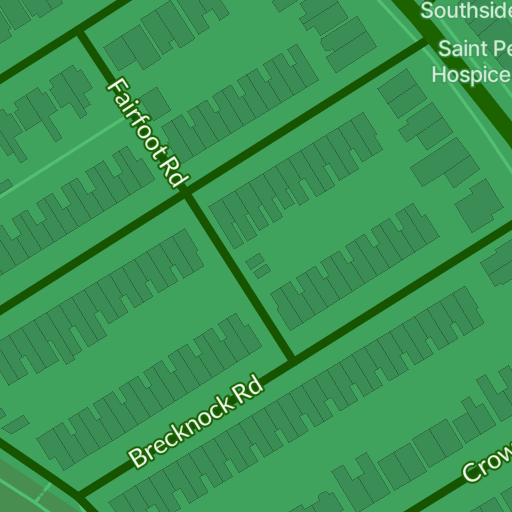 Southside
Saint Pe
Hospice
Fairfoot Rd
Brecknock Rd
Crow